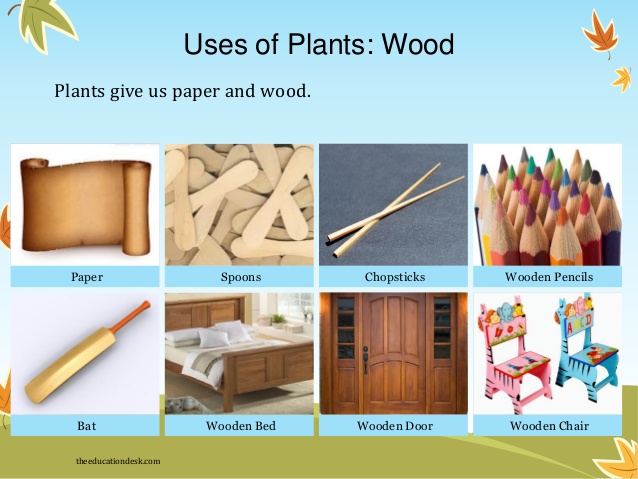 Uses of Plants: Wood
Plants give us paper and wood.
Paper
Spoons
Chopsticks
Wooden Pencils
Bat
Wooden Bed
Wooden Door
Wooden Chair
theeducationdesk.com